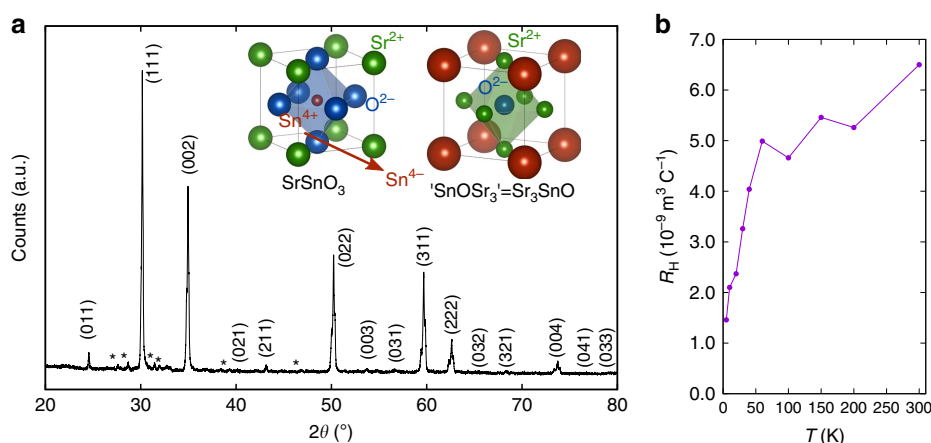 a
Counts (a.u.)
(011)
*
*
(111)
*
*
(002)
*
(021)
(211)
*
(022)
(003)
(031)
(311)
(222)
(032)
(321)
(004)
(041)
(033)
Sr²⁺
O²⁻
Sn⁴⁺
Sn⁴⁻
SrSnO₃
Sr²⁺
O²⁻
'SnOSr₃'=Sr₃SnO
20 30 40 50 60 70 80
2θ (°)
b
R_H (10⁻⁹ m³ C⁻¹)
7.0
6.0
5.0
4.0
3.0
2.0
1.0
0.0
0 50 100 150 200 250 300
T (K)